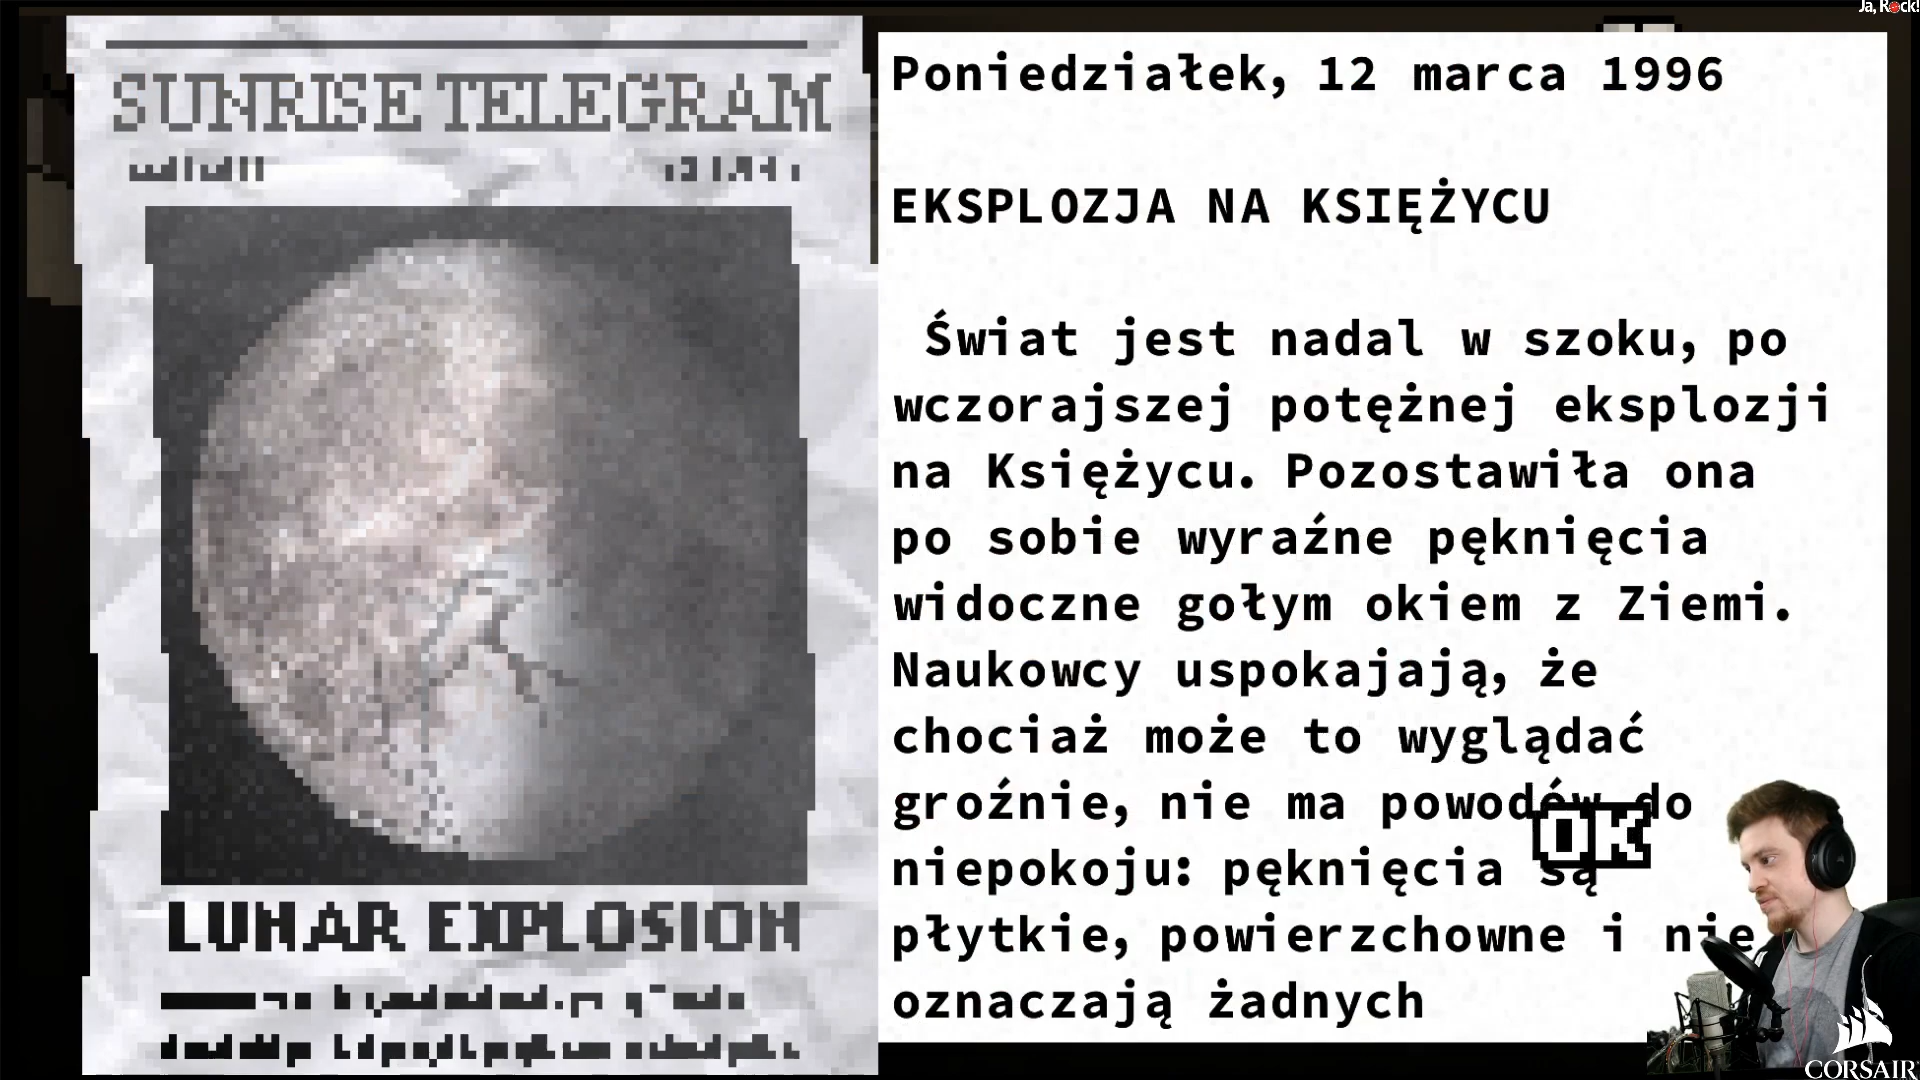 Ja, Rock!
SUNRISE TELEGRAM
LUNAR EXPLOSION
Poniedziałek, 12 marca 1996
EKSPLOZJA NA KSIĘŻYCU
Świat jest nadal w szoku, po
wczorajszej potężnej eksplozji
na Księżycu. Pozostawiła ona
po sobie wyraźne pęknięcia
widoczne gołym okiem z Ziemi.
Naukowcy uspokajają, że
chociaż może to wyglądać
groźnie, nie ma powodów do
niepokoju: pęknięcia są
płytkie, powierzchowne i nie
oznaczają żadnych
OK
CORSAIR